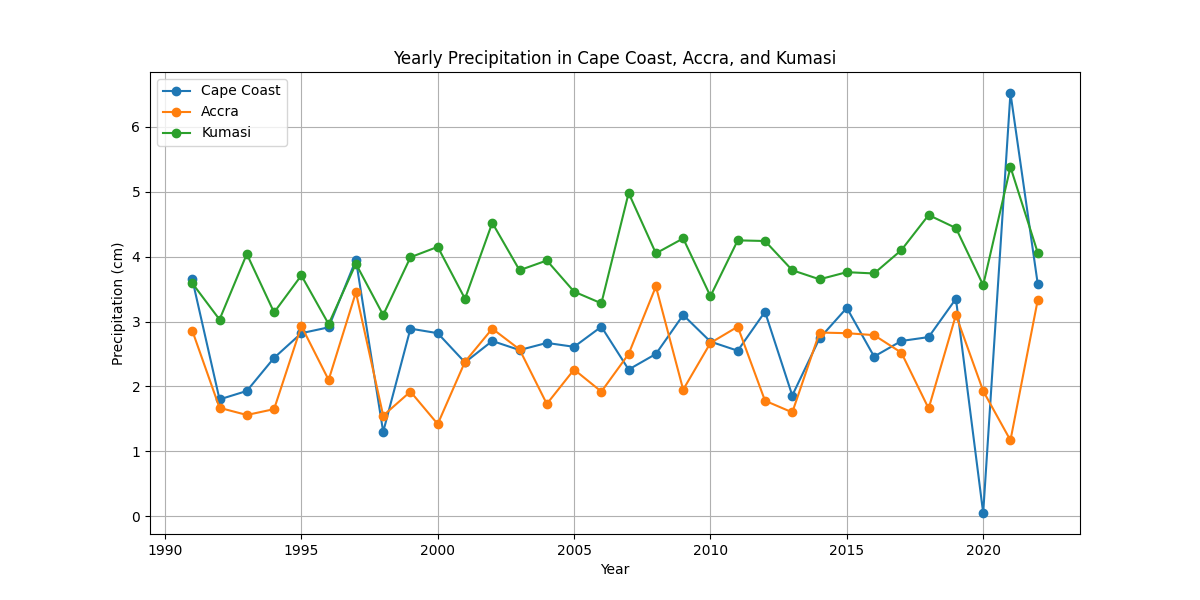 Yearly Precipitation in Cape Coast, Accra, and Kumasi
Cape Coast
Accra
Kumasi
Precipitation (cm)
6
5
4
3
2
1
0
1990 1995 2000 2005 2010 2015 2020
Year